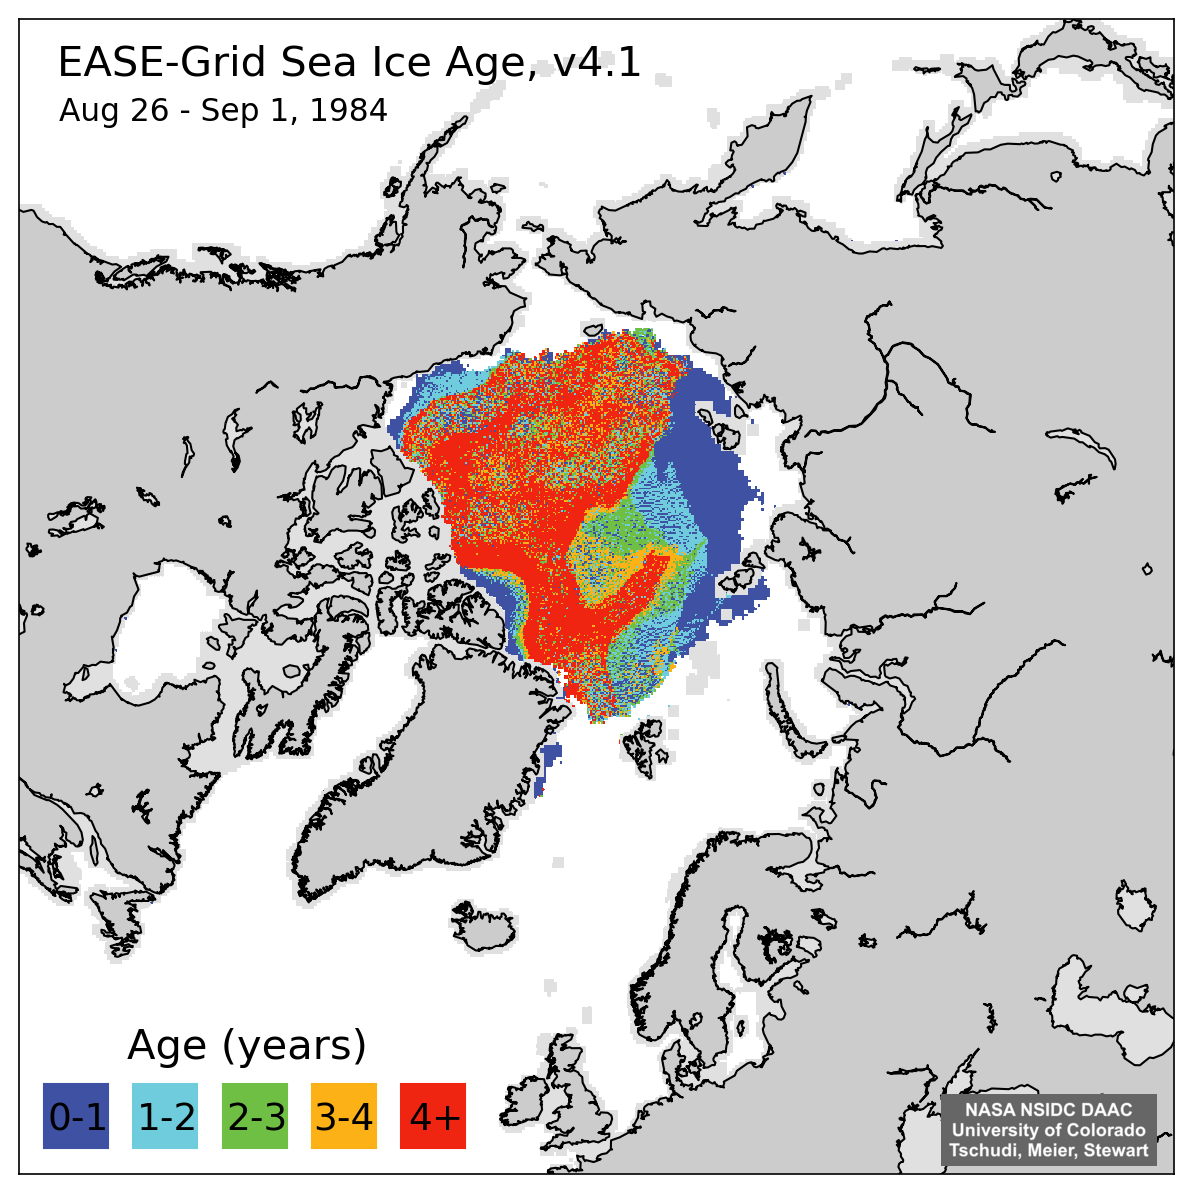 EASE-Grid Sea Ice Age, v4.1
Aug 26 - Sep 1, 1984
Age (years)
0-1 1-2 2-3 3-4 4+
NASA NSIDC DAAC
University of Colorado
Tschudi, Meier, Stewart